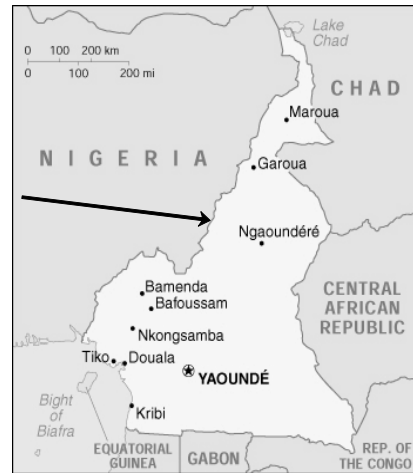 Lake
Chad
0 100 200 km
0 100 200 mi
CHAD
Maroua
NIGERIA
Garoua
Ngaoundéré
Bamenda
Bafoussam
CENTRAL
AFRICAN
REPUBLIC
Nkongsamba
Tiko
Douala
YAOUNDÉ
Bight
of
Biafra
Kribi
EQUATORIAL
GUINEA
GABON
REP. OF
THE CONGO